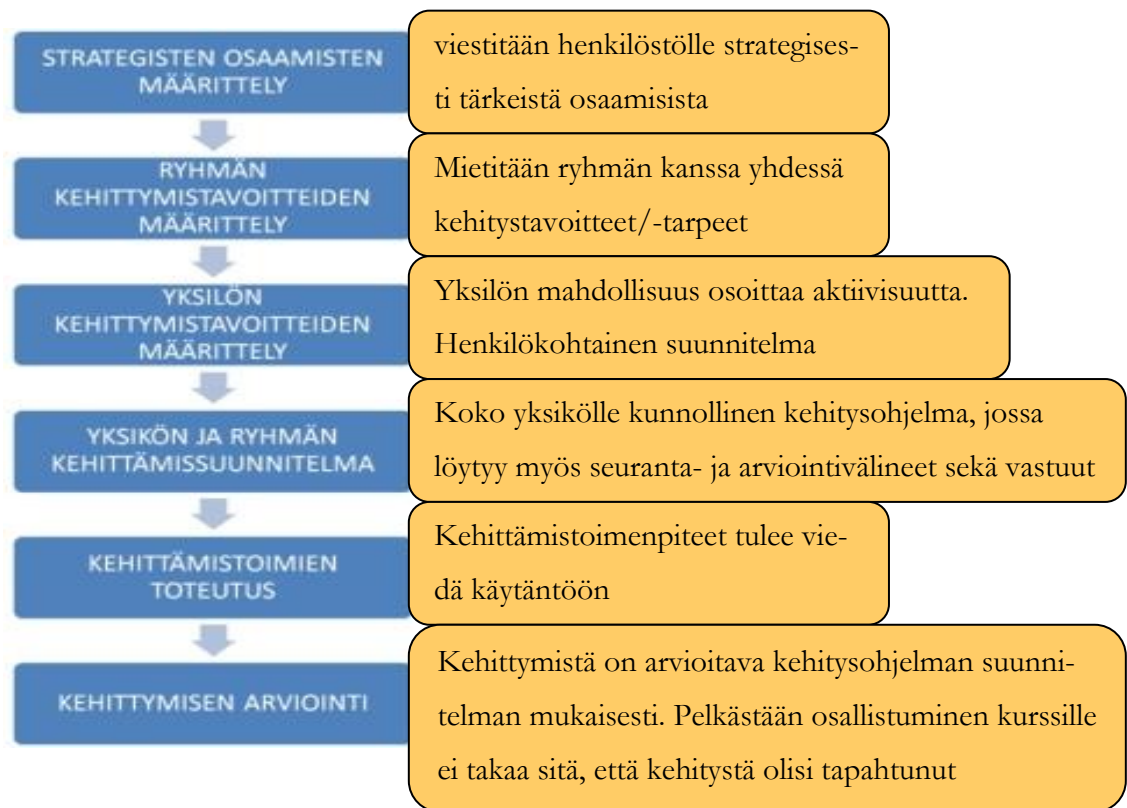 STRATEGISTEN OSAAMISTEN
MÄÄRITTELY
viestitään henkilöstölle strategises-
ti tärkeistä osaamisista
RYHMÄN
KEHITTYMISTAVOITTEIDEN
MÄÄRITTELY
Mietitään ryhmän kanssa yhdessä
kehitystavoitteet/-tarpeet
YKSILÖN
KEHITTYMISTAVOITTEIDEN
MÄÄRITTELY
Yksilön mahdollisuus osoittaa aktiivisuutta.
Henkilökohtainen suunnitelma
YKSIKÖN JA RYHMÄN
KEHITTÄMISSUUNNITELMA
Koko yksikölle kunnollinen kehitysohjelma, jossa
löytyy myös seuranta- ja arviointivälineet sekä vastuut
KEHITTÄMISTOIMIEN
TOTEUTUS
Kehittämistoimenpiteet tulee vie-
dä käytäntöön
KEHITTYMISEN ARVIOINTI
Kehittymistä on arvioitava kehitysohjelman suunni-
telman mukaisesti. Pelkästään osallistuminen kurssille
ei takaa sitä, että kehitystä olisi tapahtunut